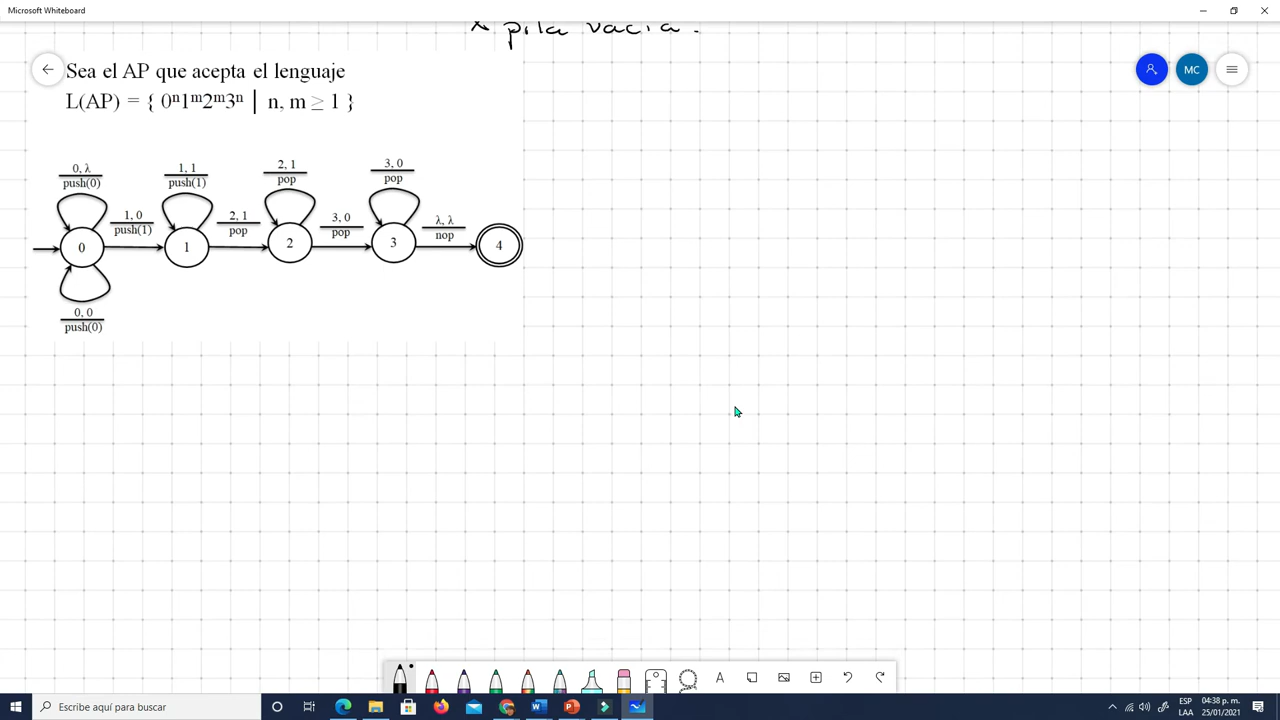 Microsoft Whiteboard
x pila vacía.
Sea el AP que acepta el lenguaje
L(AP) = { 0ⁿ1ᵐ2ᵐ3ⁿ | n, m ≥ 1 }
MC
0, λ
push(0)
1, 1
push(1)
2, 1
pop
3, 0
pop
1, 0
push(1)
2, 1
pop
3, 0
pop
λ, λ
nop
0
1
2
3
4
0, 0
push(0)
A
Escribe aquí para buscar
ESP
LAA
04:38 p. m.
25/01/2021